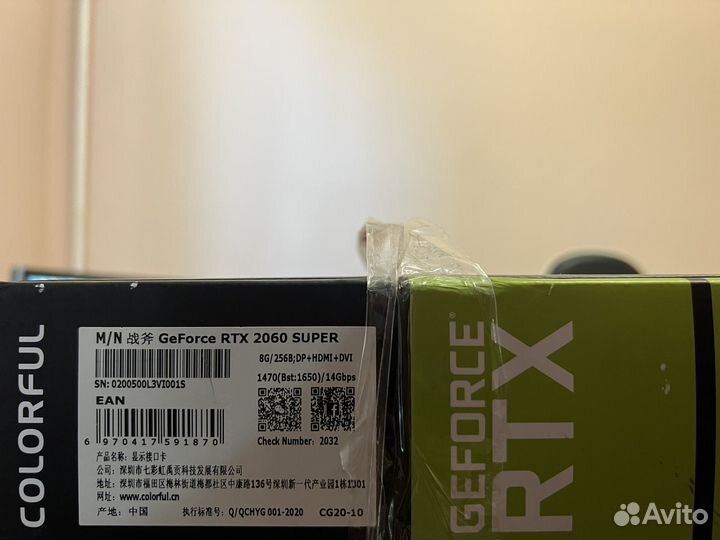 COLORFUL
M/N 战斧 GeForce RTX 2060 SUPER
8G/256B;DP+HDMI+DVI
SN: 0200500L3VI001S
1470(Bst:1650)/14Gbps
EAN
6 970417 591870
Check Number: 2032
产品名称: 显示接口卡
公司: 深圳市七彩虹禹贡科技发展有限公司
地址: 深圳市福田区梅林街道梅都社区中康路136号深圳新一代产业园1栋1301
网址: www.colorful.cn
产地: 中国
执行标准号: Q/QCHYG 001-2020
CG20-10
GEFORCE
RTX
Avito